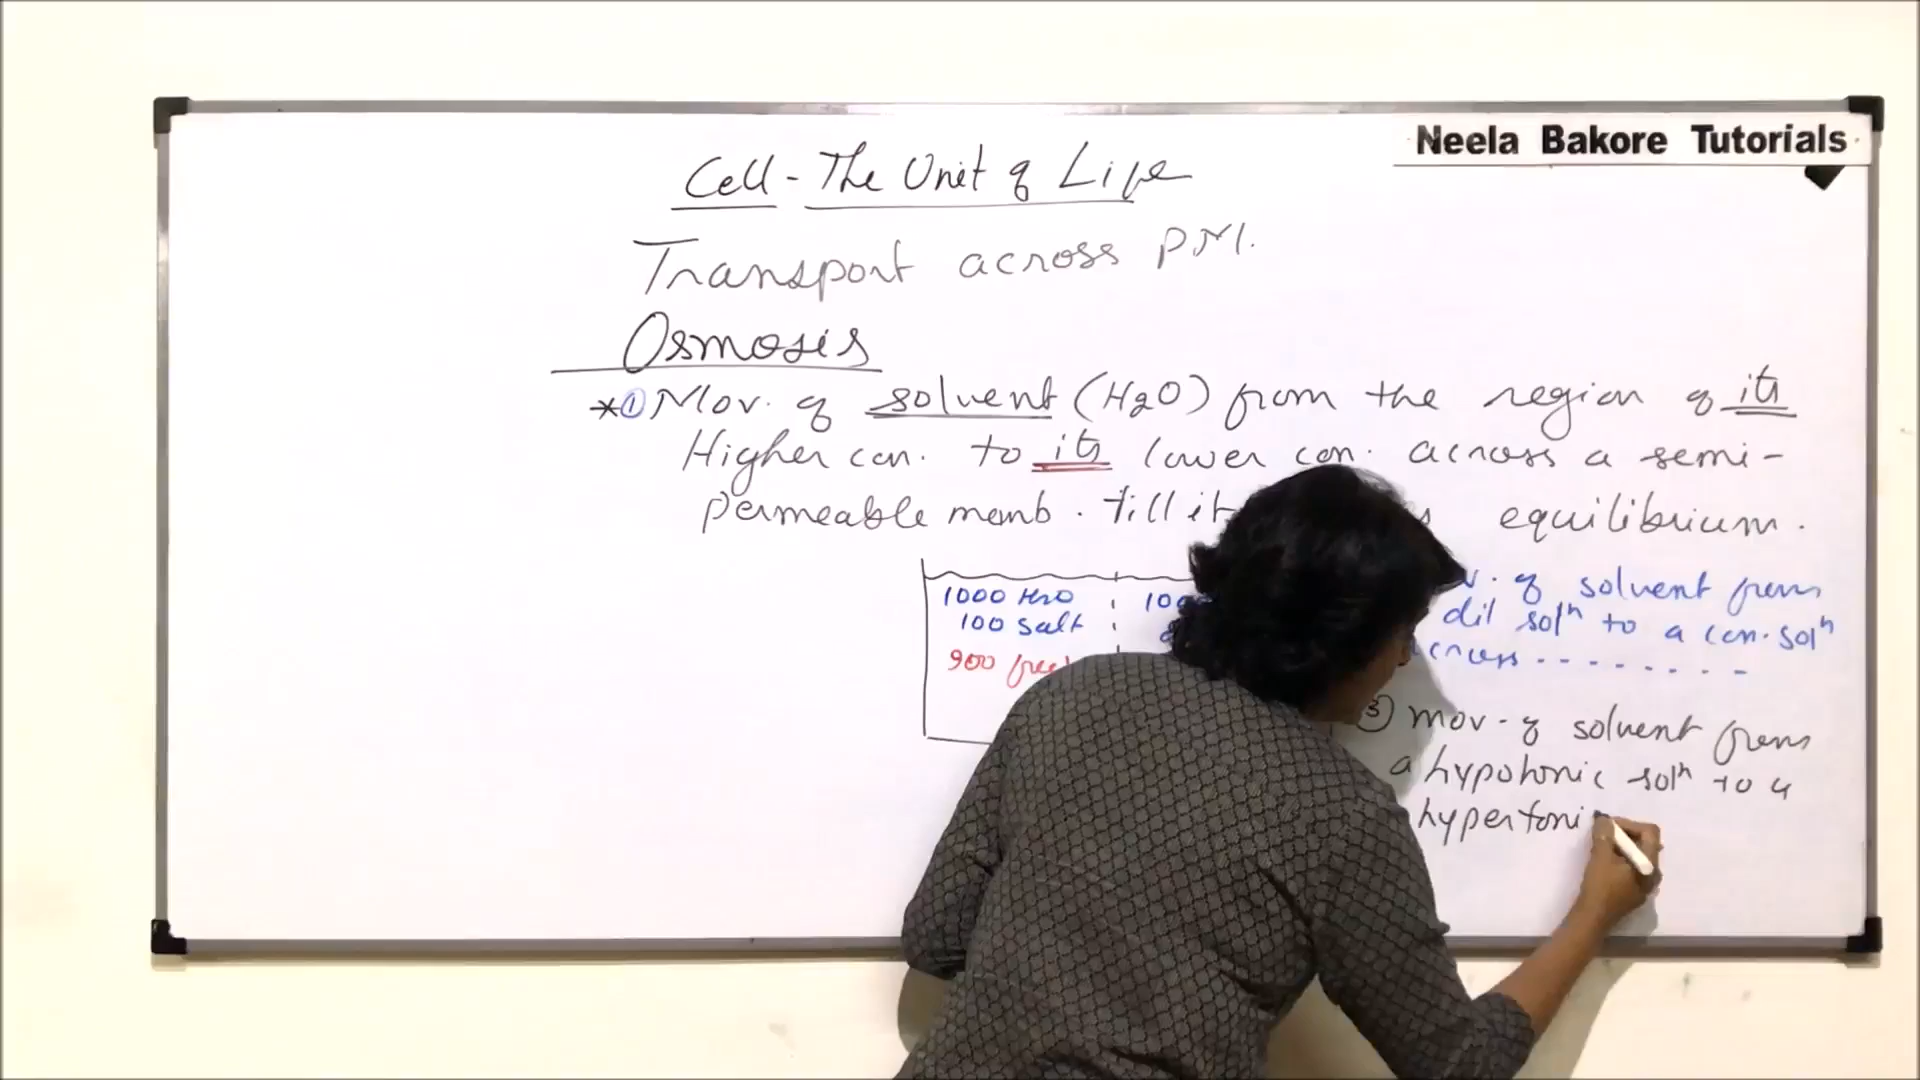 Neela Bakore Tutorials
Cell - The Unit of Life
Transport across PM.
Osmosis
*① Mov. of solvent (H2O) from the region of its
Higher con. to its lower con. across a semi-
permeable memb. till it equilibrium.
1000 H2O
100 salt
900 free
of solvent from
dil solⁿ to a con. solⁿ
- - - - - - - -
③ mov. of solvent from
a hypotonic solⁿ to a
hypertoni